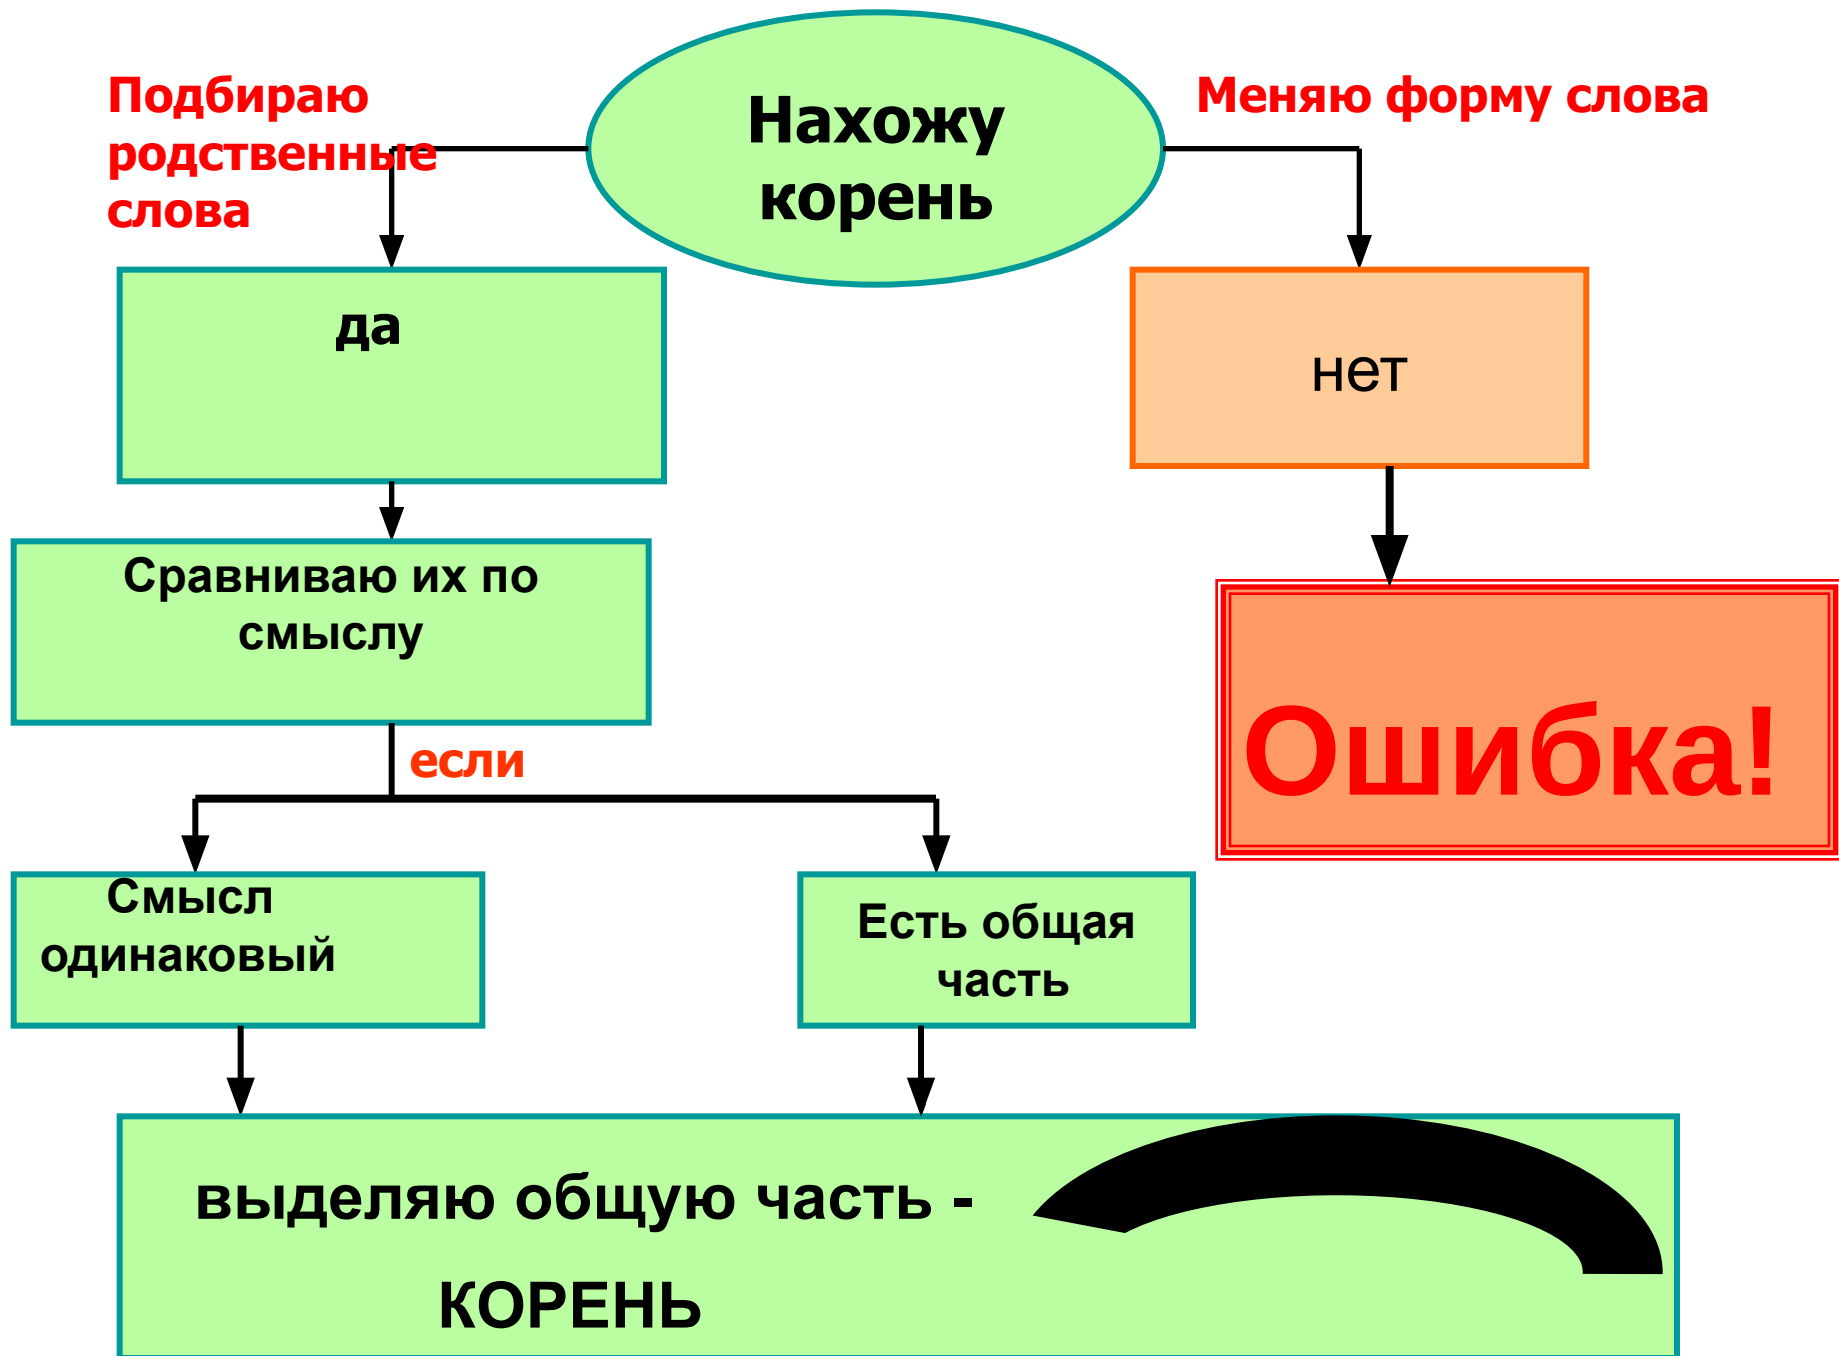 Подбираю
родственные
слова
Нахожу
корень
Меняю форму слова
да
нет
Сравниваю их по
смыслу
Ошибка!
если
Смысл
одинаковый
Есть общая
часть
выделяю общую часть -
КОРЕНЬ